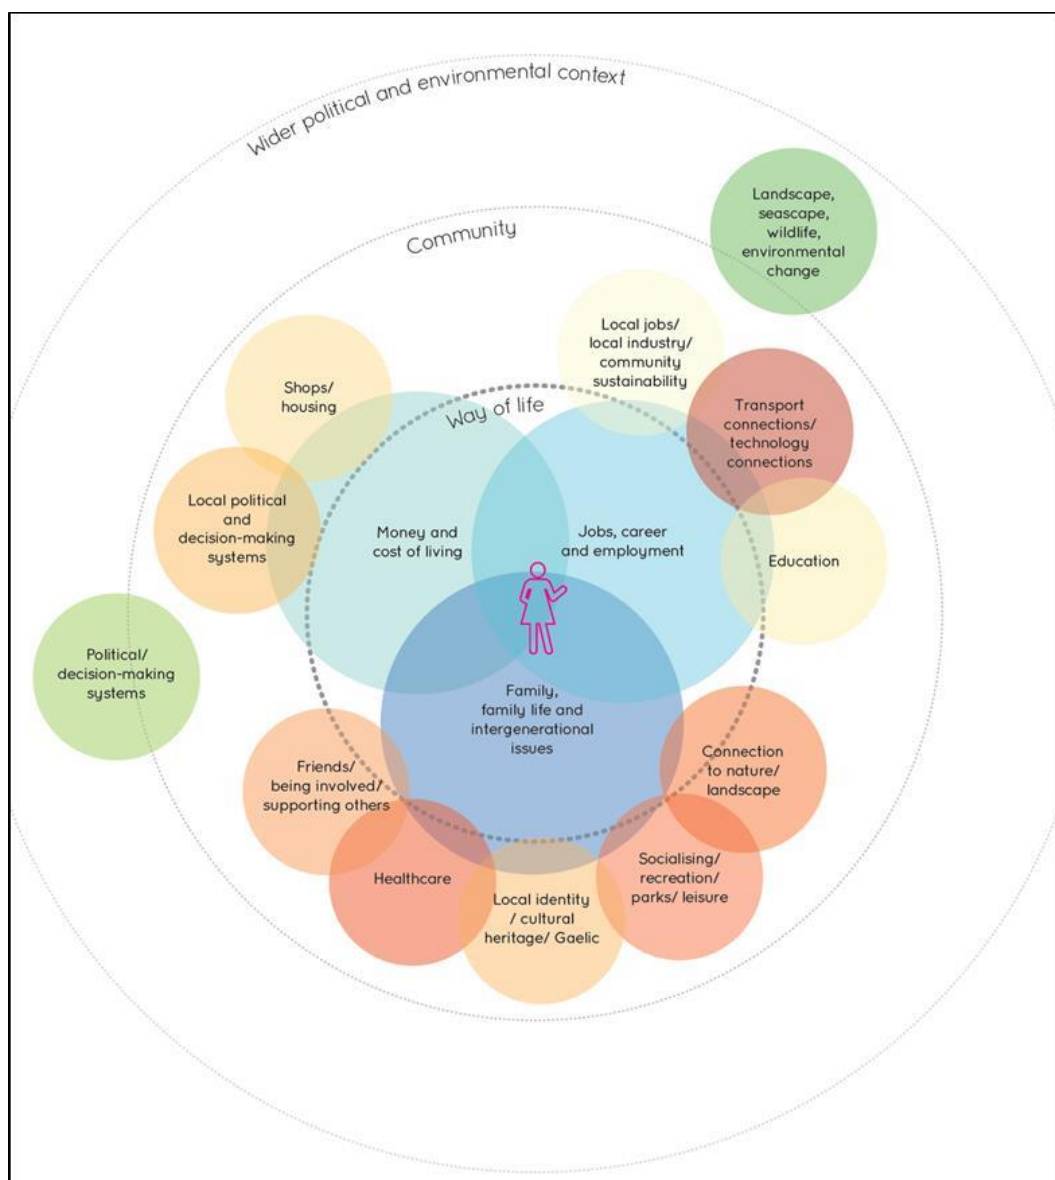 Wider political and environmental context
Landscape,
seascape,
wildlife,
environmental
change
Community
Local jobs/
local industry/
community
sustainability
Shops/
housing
Way of life
Transport
connections/
technology
connections
Local political
and
decision-making
systems
Money and
cost of living
Jobs, career
and employment
Education
Political/
decision-making
systems
Family,
family life and
intergenerational
issues
Friends/
being involved/
supporting others
Connection
to nature/
landscape
Healthcare
Local identity
/ cultural
heritage/ Gaelic
Socialising/
recreation/
parks/ leisure